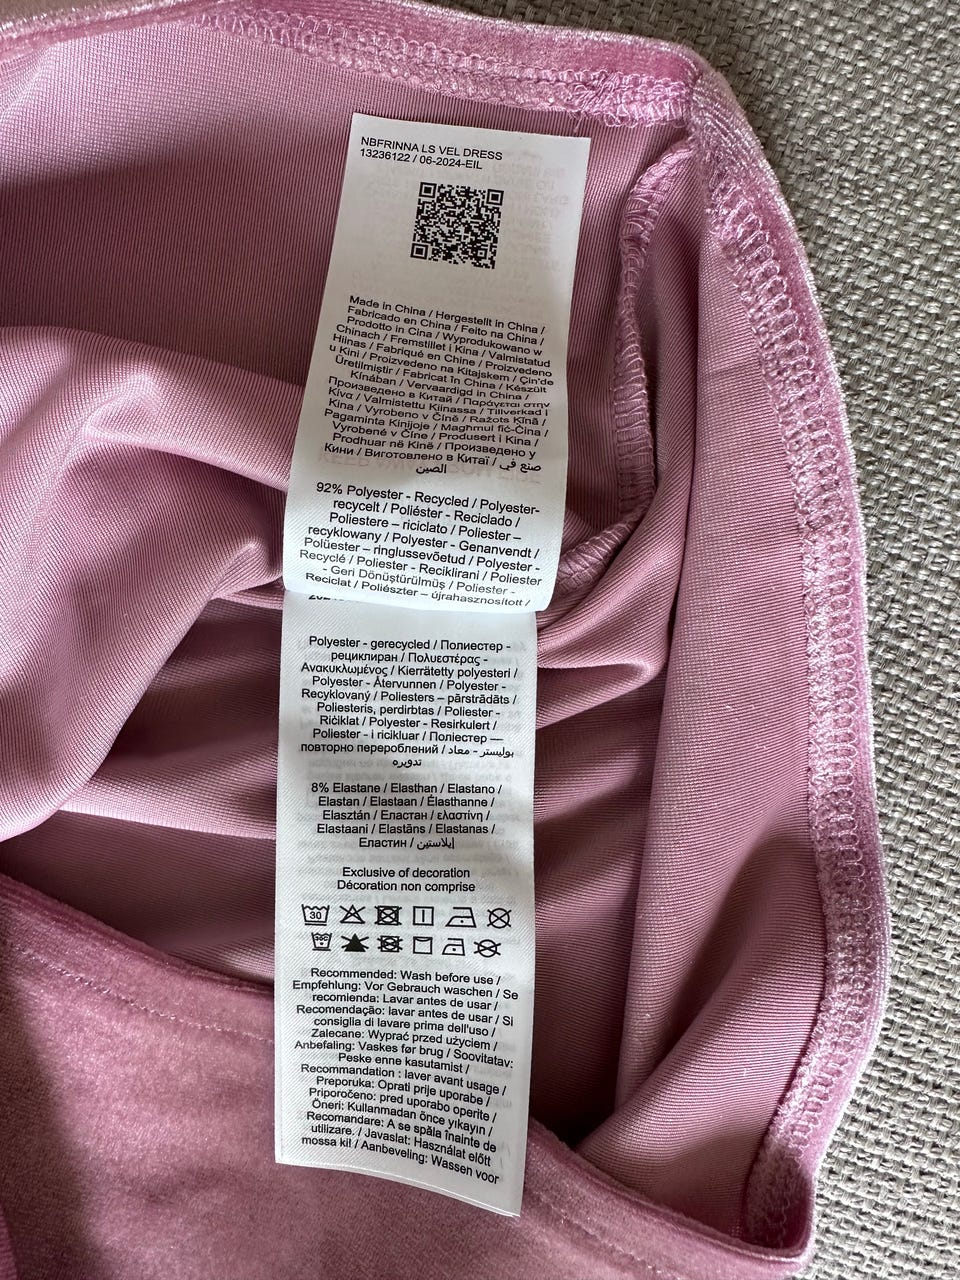 NBFRINNA LS VEL DRESS
13236122 / 06-2024-EIL
Made in China / Hergestellt in China /
Fabricado en China / Feito na China /
Prodotto in Cina / Wyprodukowano w
Chinach / Fremstillet i Kina / Valmistatud
Hiinas / Fabriqué en Chine / Proizvedeno
u Kini / Proizvedeno na Kitajskem / Çin'de
Üretilmiştir / Fabricat în China / Készült
Kínában / Vervaardigd in China /
Произведено в Китай / Παράγεται στην
Κίνα / Valmistettu Kiinassa / Tillverkad i
Kina / Vyrobeno v Číně / Ražots Ķīnā /
Pagaminta Kinijoje / Maghmul fiċ-Ċina /
Vyrobené v Číne / Produsert i Kina /
Prodhuar në Kinë / Произведено у
Кини / Виготовлено в Китаї / صنع في
الصين
92% Polyester - Recycled / Polyester-
recycelt / Poliéster - Reciclado /
Poliestere – riciclato / Poliester –
recyklowany / Polyester - Genanvendt /
Polüester – ringlussevõetud / Polyester -
Recyclé / Poliester - Reciklirani / Poliester
- Geri Dönüştürülmüş / Poliester -
Reciclat / Poliészter – újrahasznosított /
Polyester - gerecycled / Полиестер -
рециклиран / Πολυεστέρας -
Ανακυκλωμένος / Kierrätetty polyesteri /
Polyester - Återvunnen / Polyester -
Recyklovaný / Poliesters – pārstrādāts /
Poliesteris, perdirbtas / Poliester -
Riċiklat / Polyester - Resirkulert /
Poliester - i ricikluar / Поліестер —
повторно перероблений / بوليستر - معاد
تدويره
8% Elastane / Elasthan / Elastano /
Elastan / Elastaan / Élasthanne /
Elasztán / Еластан / ελαστίνη /
Elastaani / Elastāns / Elastanas /
Еластин / إيلاستين
Exclusive of decoration
Décoration non comprise
30
Recommended: Wash before use /
Empfehlung: Vor Gebrauch waschen / Se
recomienda: Lavar antes de usar /
Recomendação: lavar antes de usar / Si
consiglia di lavare prima dell'uso /
Zalecane: Wyprać przed użyciem /
Anbefaling: Vaskes før brug / Soovitatav:
Peske enne kasutamist /
Recommandation : laver avant usage /
Preporuka: Oprati prije uporabe /
Priporočeno: pred uporabo operite /
Öneri: Kullanmadan önce yıkayın /
Recomandare: A se spăla înainte de
utilizare. / Javaslat: Használat előtt
mossa ki! / Aanbeveling: Wassen voor